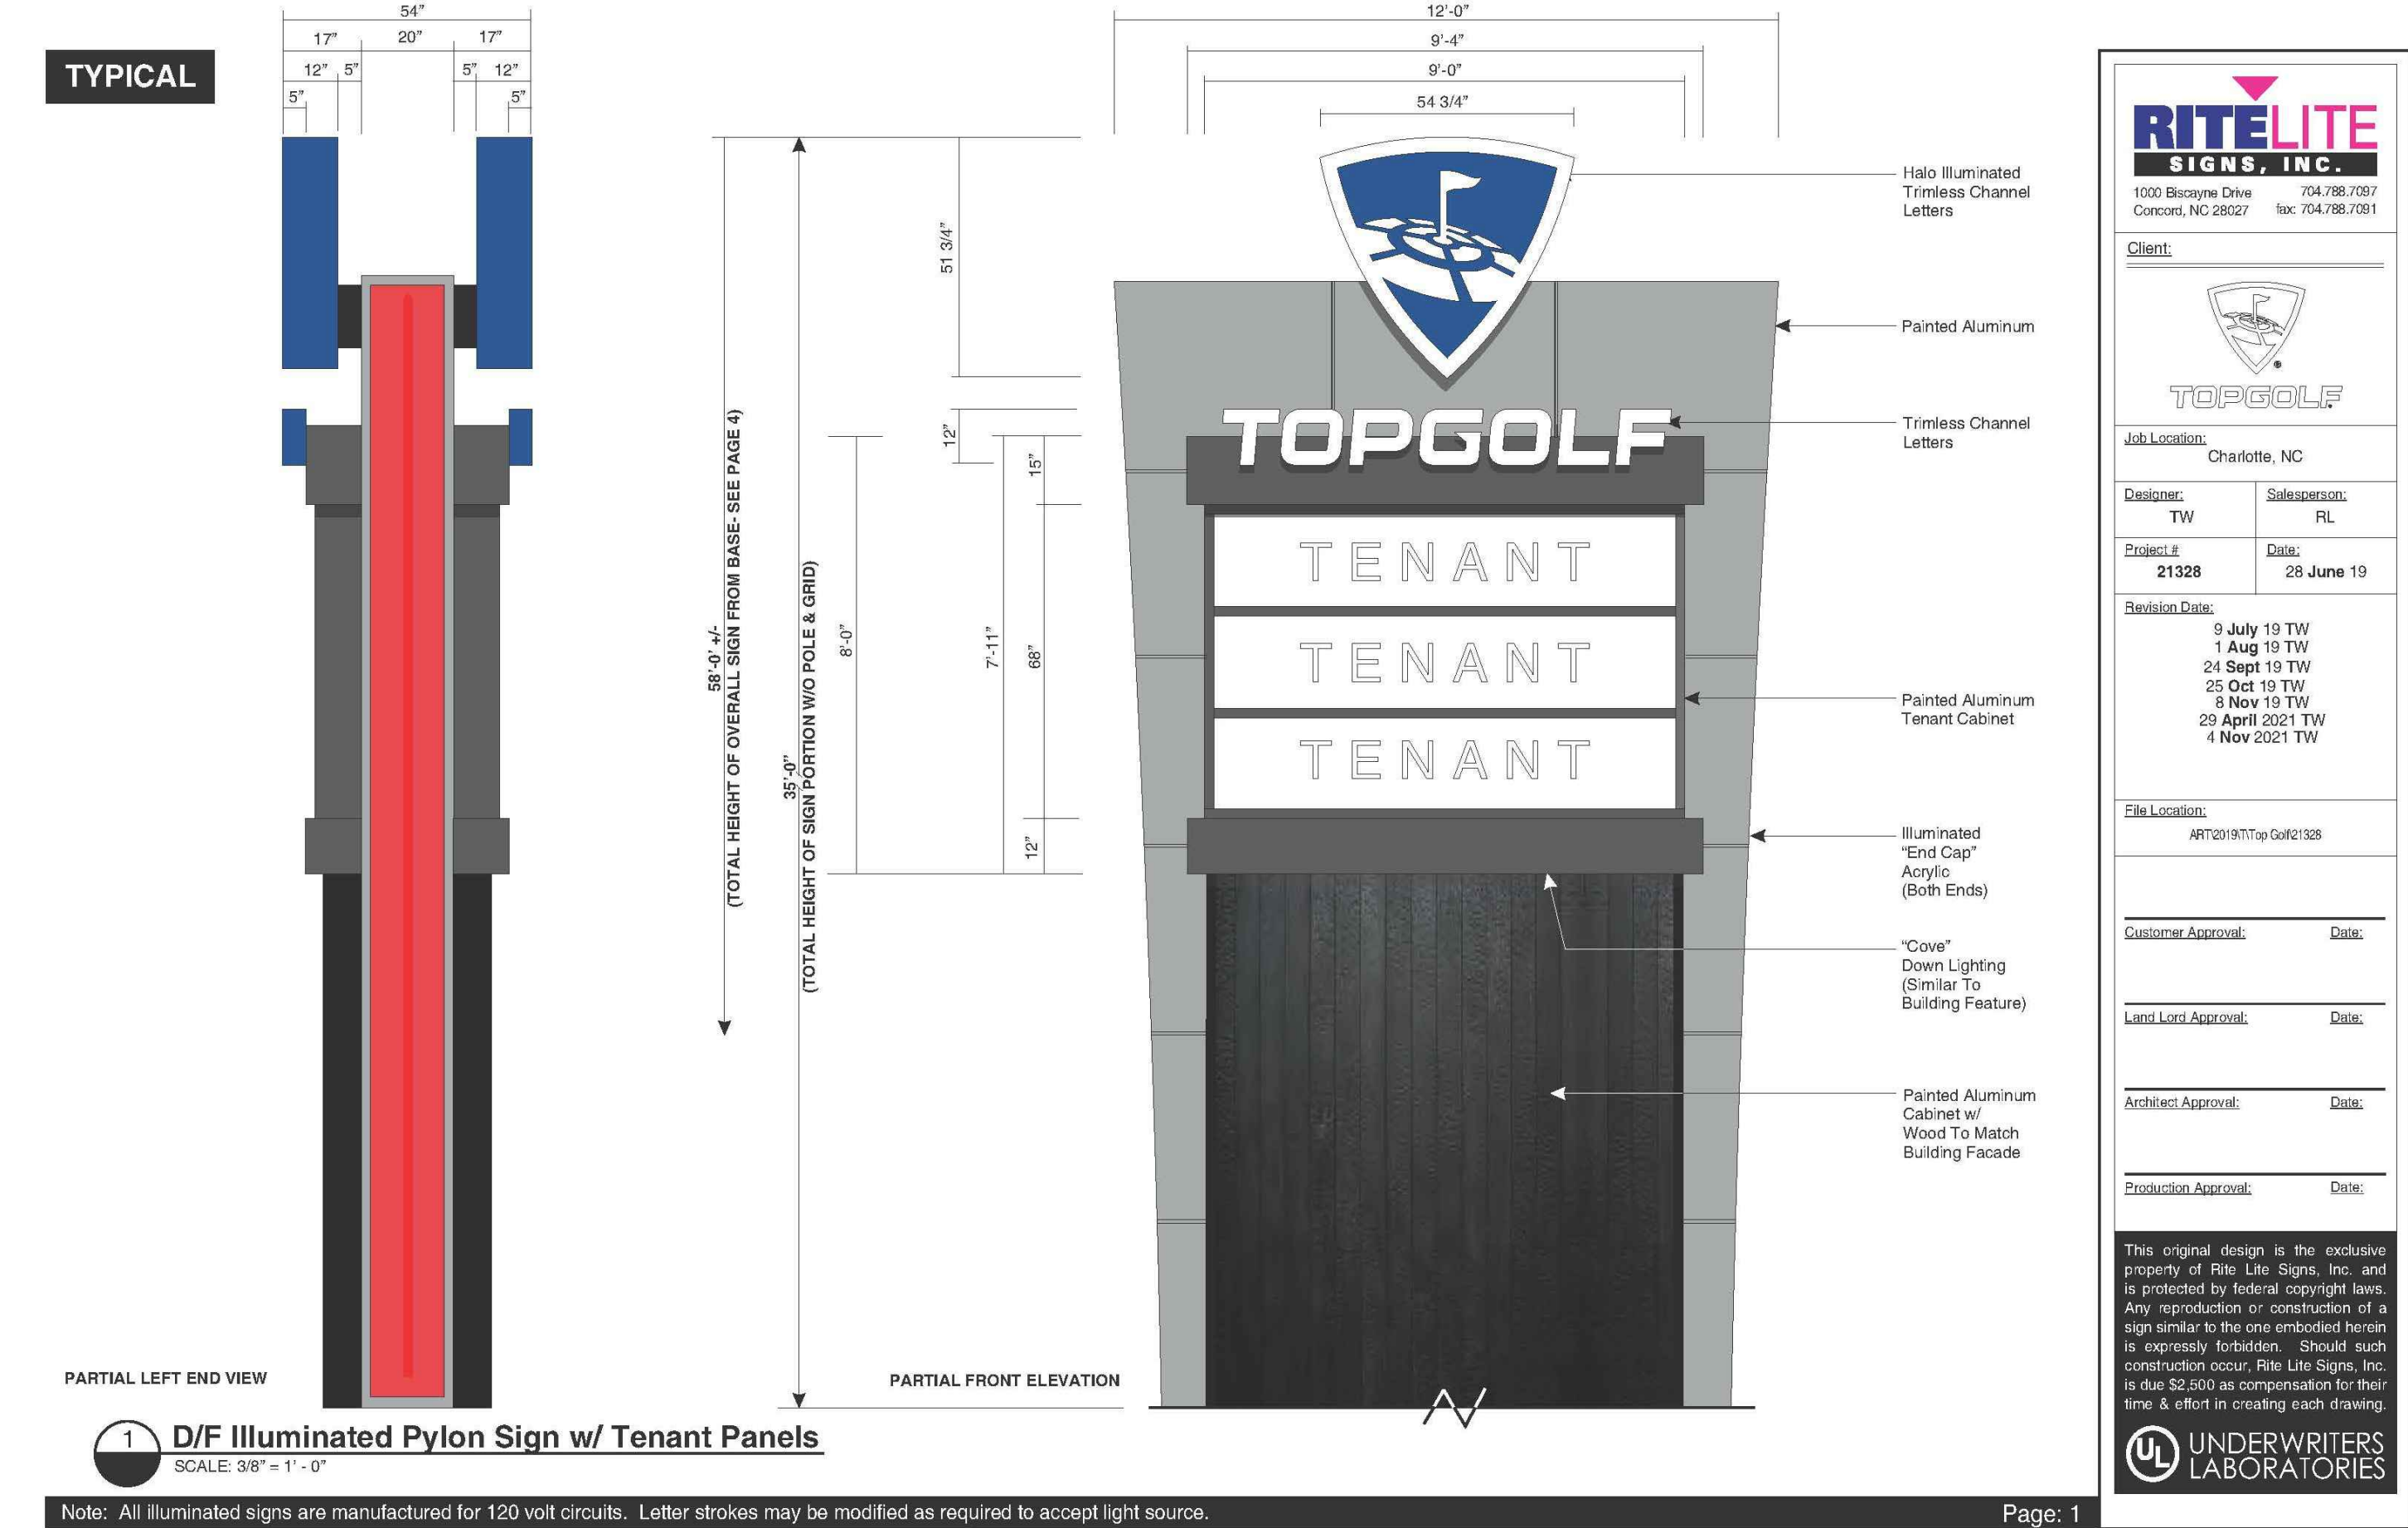 TYPICAL
54"
17" 20" 17"
12" 5" 5" 12"
5" 5"
12'-0"
9'-4"
9'-0"
54 3/4"
51 3/4"
12"
15"
68"
12"
7'-11"
8'-0"
58'-0' +/-
(TOTAL HEIGHT OF OVERALL SIGN FROM BASE- SEE PAGE 4)
35'-0"
(TOTAL HEIGHT OF SIGN PORTION W/O POLE & GRID)
TOPGOLF
TENANT
TENANT
TENANT
Halo Illuminated
Trimless Channel
Letters
Painted Aluminum
Trimless Channel
Letters
Painted Aluminum
Tenant Cabinet
Illuminated
"End Cap"
Acrylic
(Both Ends)
"Cove"
Down Lighting
(Similar To
Building Feature)
Painted Aluminum
Cabinet w/
Wood To Match
Building Facade
PARTIAL LEFT END VIEW
PARTIAL FRONT ELEVATION
1 D/F Illuminated Pylon Sign w/ Tenant Panels
SCALE: 3/8" = 1' - 0"
Note: All illuminated signs are manufactured for 120 volt circuits. Letter strokes may be modified as required to accept light source.
Page: 1
RITELITE
SIGNS, INC.
1000 Biscayne Drive 704.788.7097
Concord, NC 28027 fax: 704.788.7091
Client:
®
TOPGOLF
Job Location:
Charlotte, NC
Designer: Salesperson:
TW RL
Project # Date:
21328 28 June 19
Revision Date:
9 July 19 TW
1 Aug 19 TW
24 Sept 19 TW
25 Oct 19 TW
8 Nov 19 TW
29 April 2021 TW
4 Nov 2021 TW
File Location:
ART\2019\T\Top Golf\21328
Customer Approval: Date:
Land Lord Approval: Date:
Architect Approval: Date:
Production Approval: Date:
This original design is the exclusive
property of Rite Lite Signs, Inc. and
is protected by federal copyright laws.
Any reproduction or construction of a
sign similar to the one embodied herein
is expressly forbidden. Should such
construction occur, Rite Lite Signs, Inc.
is due $2,500 as compensation for their
time & effort in creating each drawing.
UL UNDERWRITERS
LABORATORIES